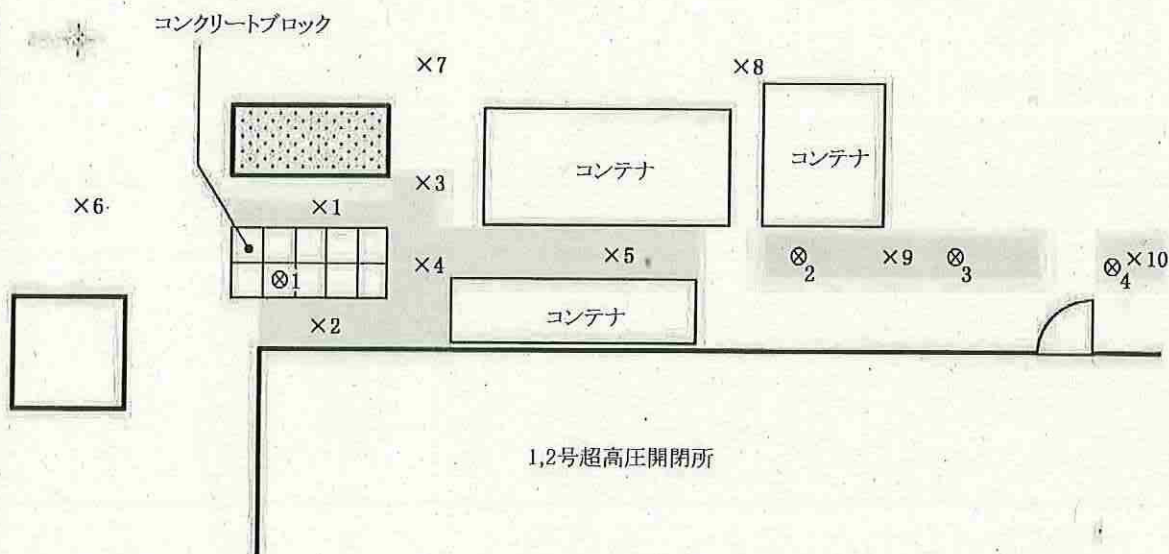 コンクリートブロック
×7
×8
コンテナ
コンテナ
×3
×6
×1
×4
×5
⊗2
×9
⊗3
⊗4
×10
⊗1
×2
コンテナ
1,2号超高圧開閉所